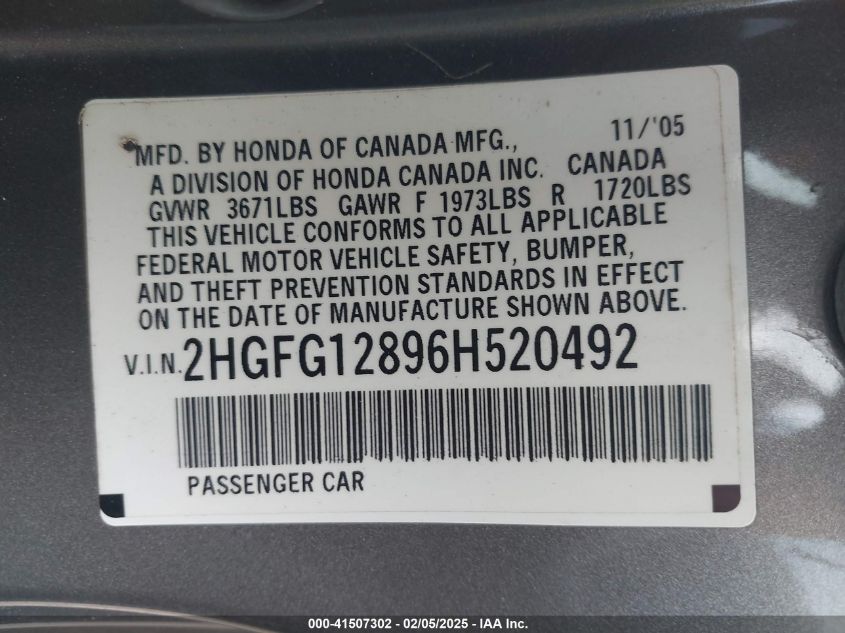 11/'05
MFD. BY HONDA OF CANADA MFG.,
A DIVISION OF HONDA CANADA INC. CANADA
GVWR 3671LBS GAWR F 1973LBS R 1720LBS
THIS VEHICLE CONFORMS TO ALL APPLICABLE
FEDERAL MOTOR VEHICLE SAFETY, BUMPER,
AND THEFT PREVENTION STANDARDS IN EFFECT
ON THE DATE OF MANUFACTURE SHOWN ABOVE.
V.I.N. 2HGFG12896H520492
PASSENGER CAR
000-41507302 - 02/05/2025 - IAA Inc.